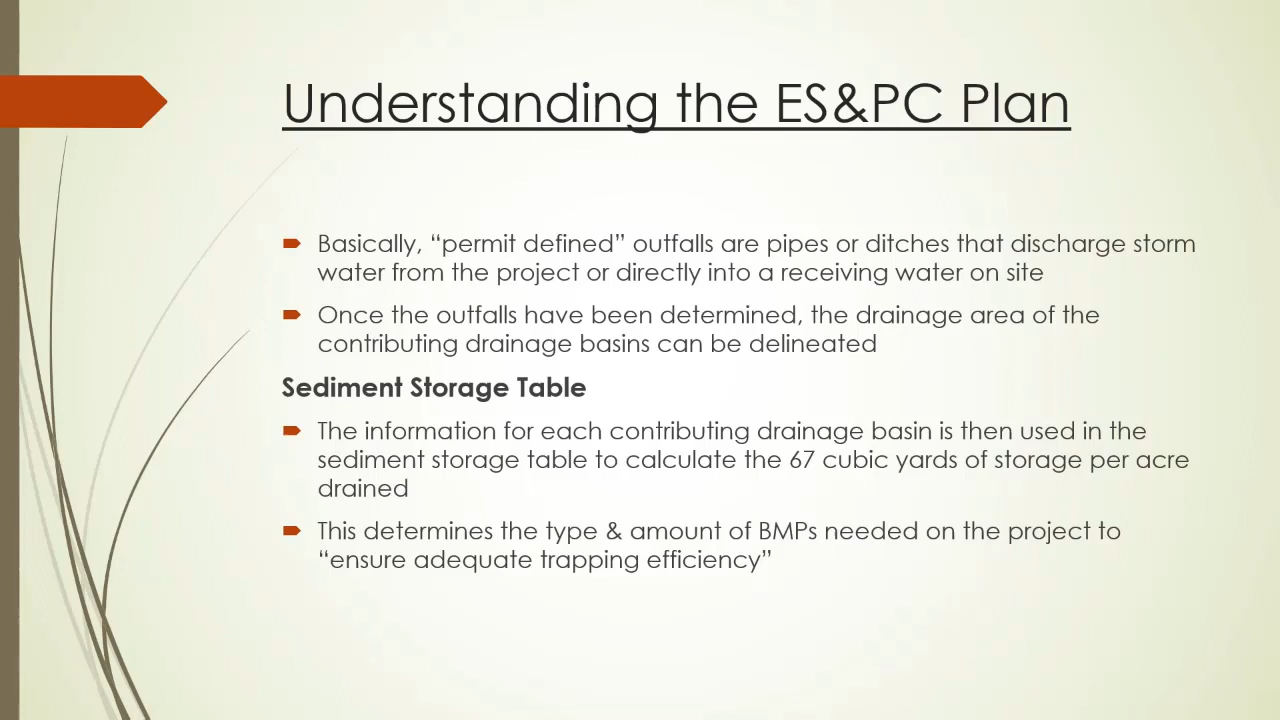 Understanding the ES&PC Plan
Basically, “permit defined” outfalls are pipes or ditches that discharge storm
water from the project or directly into a receiving water on site
Once the outfalls have been determined, the drainage area of the
contributing drainage basins can be delineated
Sediment Storage Table
The information for each contributing drainage basin is then used in the
sediment storage table to calculate the 67 cubic yards of storage per acre
drained
This determines the type & amount of BMPs needed on the project to
“ensure adequate trapping efficiency”